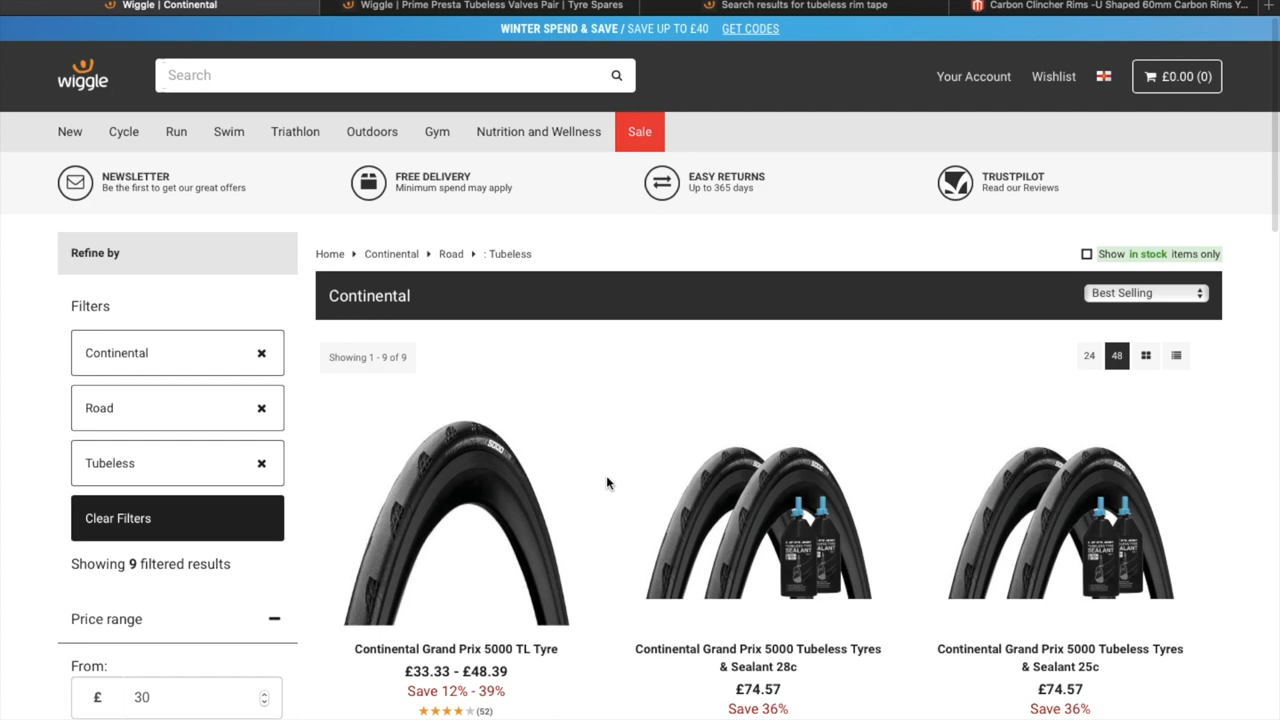 Wiggle | Continental
Wiggle | Prime Presta Tubeless Valves Pair | Tyre Spares
Search results for tubeless rim tape
Carbon Clincher Rims -U Shaped 60mm Carbon Rims Y...
WINTER SPEND & SAVE / SAVE UP TO £40 GET CODES
wiggle
Search
Your Account
Wishlist
£0.00 (0)
New
Cycle
Run
Swim
Triathlon
Outdoors
Gym
Nutrition and Wellness
Sale
NEWSLETTER
Be the first to get our great offers
FREE DELIVERY
Minimum spend may apply
EASY RETURNS
Up to 365 days
TRUSTPILOT
Read our Reviews
Refine by
Filters
Continental
Road
Tubeless
Clear Filters
Showing 9 filtered results
Price range
From:
£ 30
Home Continental Road : Tubeless
Show in stock items only
Continental
Best Selling
Showing 1 - 9 of 9
24
48
5000
Continental Grand Prix 5000 TL Tyre
£33.33 - £48.39
Save 12% - 39%
(52)
Continental Grand Prix 5000 Tubeless Tyres
& Sealant 28c
£74.57
Save 36%
Continental Grand Prix 5000 Tubeless Tyres
& Sealant 25c
£74.57
Save 36%